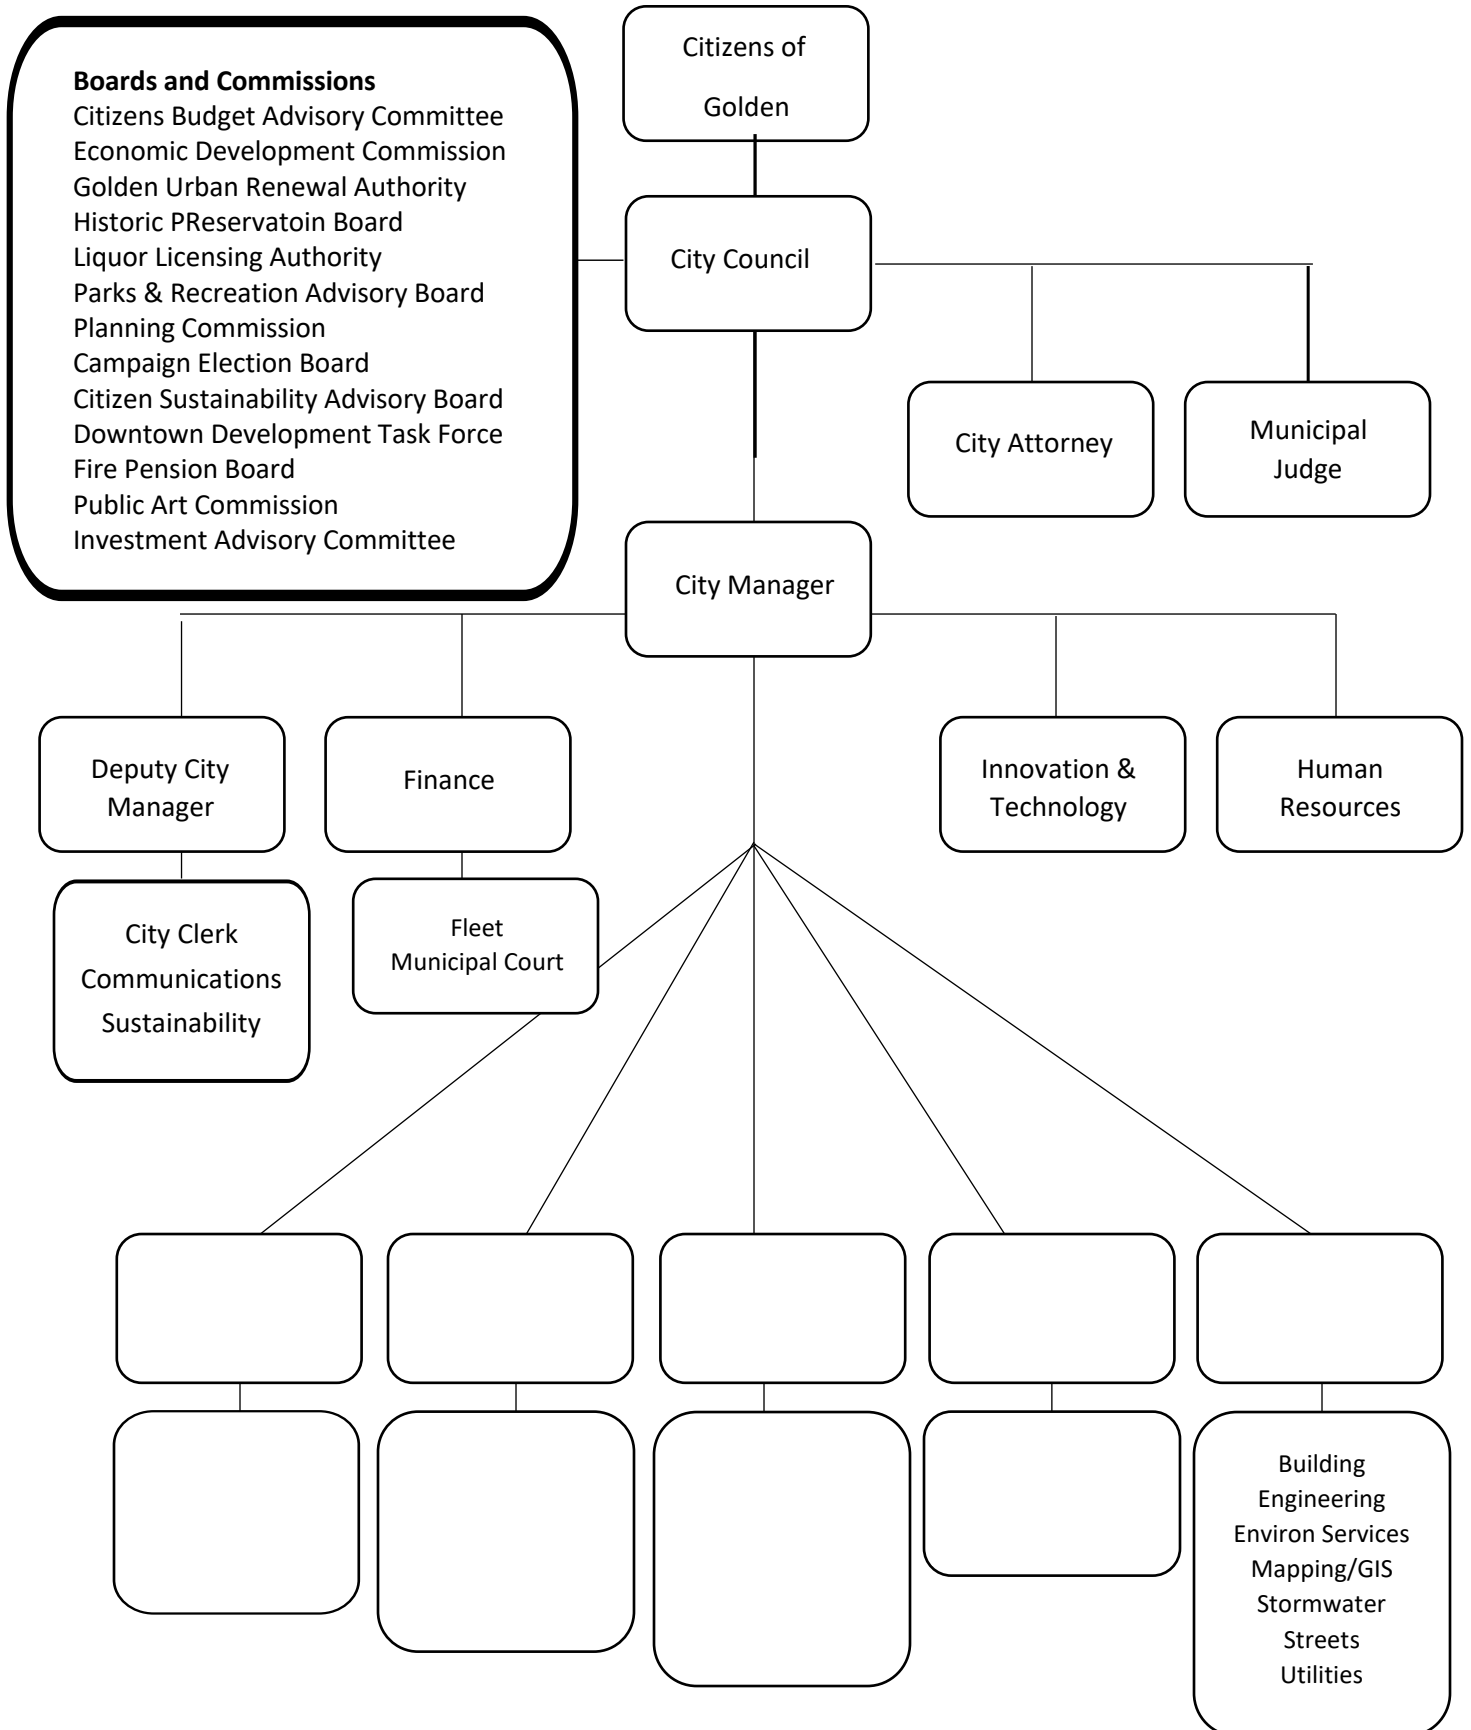 Citizens of
Golden
Boards and Commissions
Citizens Budget Advisory Committee
Economic Development Commission
Golden Urban Renewal Authority
Historic PReservatoin Board
Liquor Licensing Authority
Parks & Recreation Advisory Board
Planning Commission
Campaign Election Board
Citizen Sustainability Advisory Board
Downtown Development Task Force
Fire Pension Board
Public Art Commission
Investment Advisory Committee
City Council
City Attorney
Municipal
Judge
City Manager
Deputy City
Manager
Finance
Innovation &
Technology
Human
Resources
City Clerk
Communications
Sustainability
Fleet
Municipal Court
Building
Engineering
Environ Services
Mapping/GIS
Stormwater
Streets
Utilities